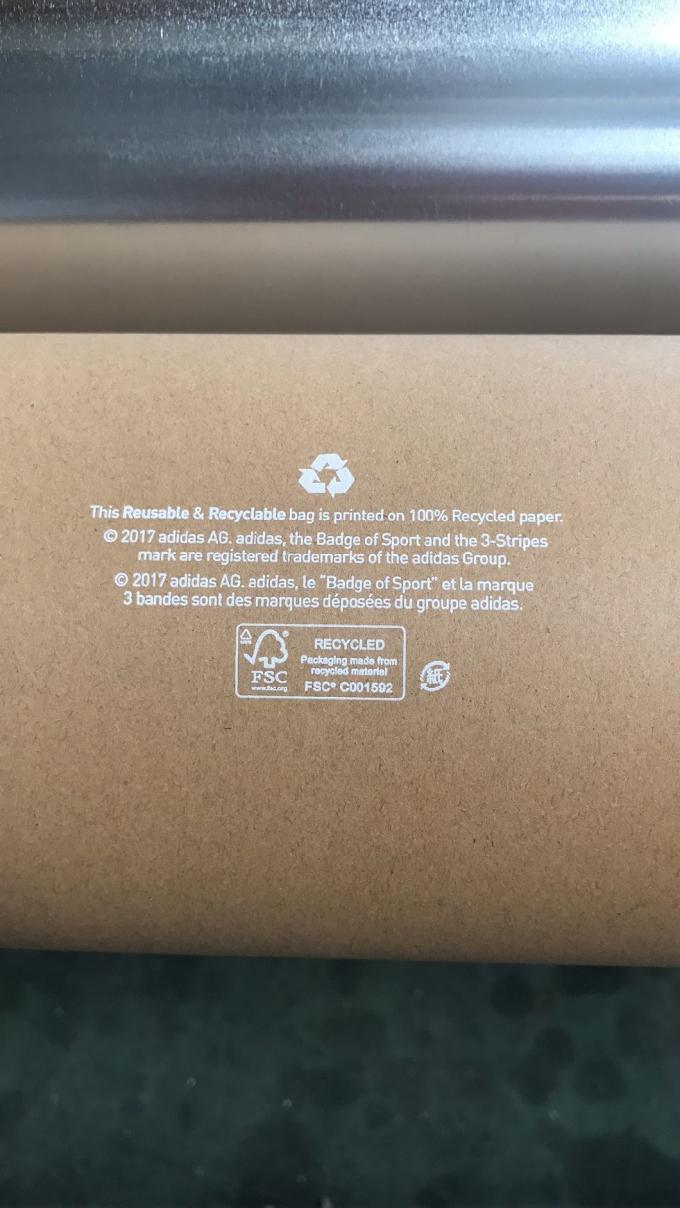 This Reusable & Recyclable bag is printed on 100% Recycled paper.
© 2017 adidas AG. adidas, the Badge of Sport and the 3-Stripes
mark are registered trademarks of the adidas Group.
© 2017 adidas AG. adidas, le "Badge of Sport" et la marque
3 bandes sont des marques déposées du groupe adidas.
FSC
www.fsc.org
RECYCLED
Packaging made from
recycled material
FSC® C001592
紙